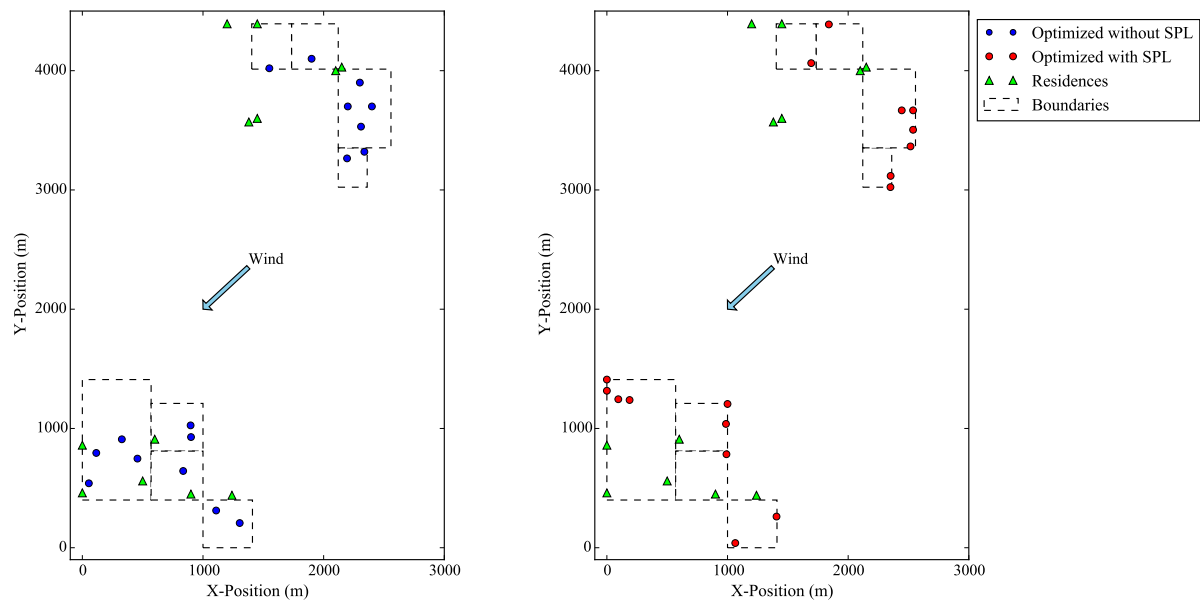 4000
3000
2000
1000
0
0
1000
2000
3000
Y-Position (m)
X-Position (m)
Wind
0
1000
2000
3000
4000
0
1000
2000
3000
Y-Position (m)
X-Position (m)
Wind
Optimized without SPL
Optimized with SPL
Residences
Boundaries